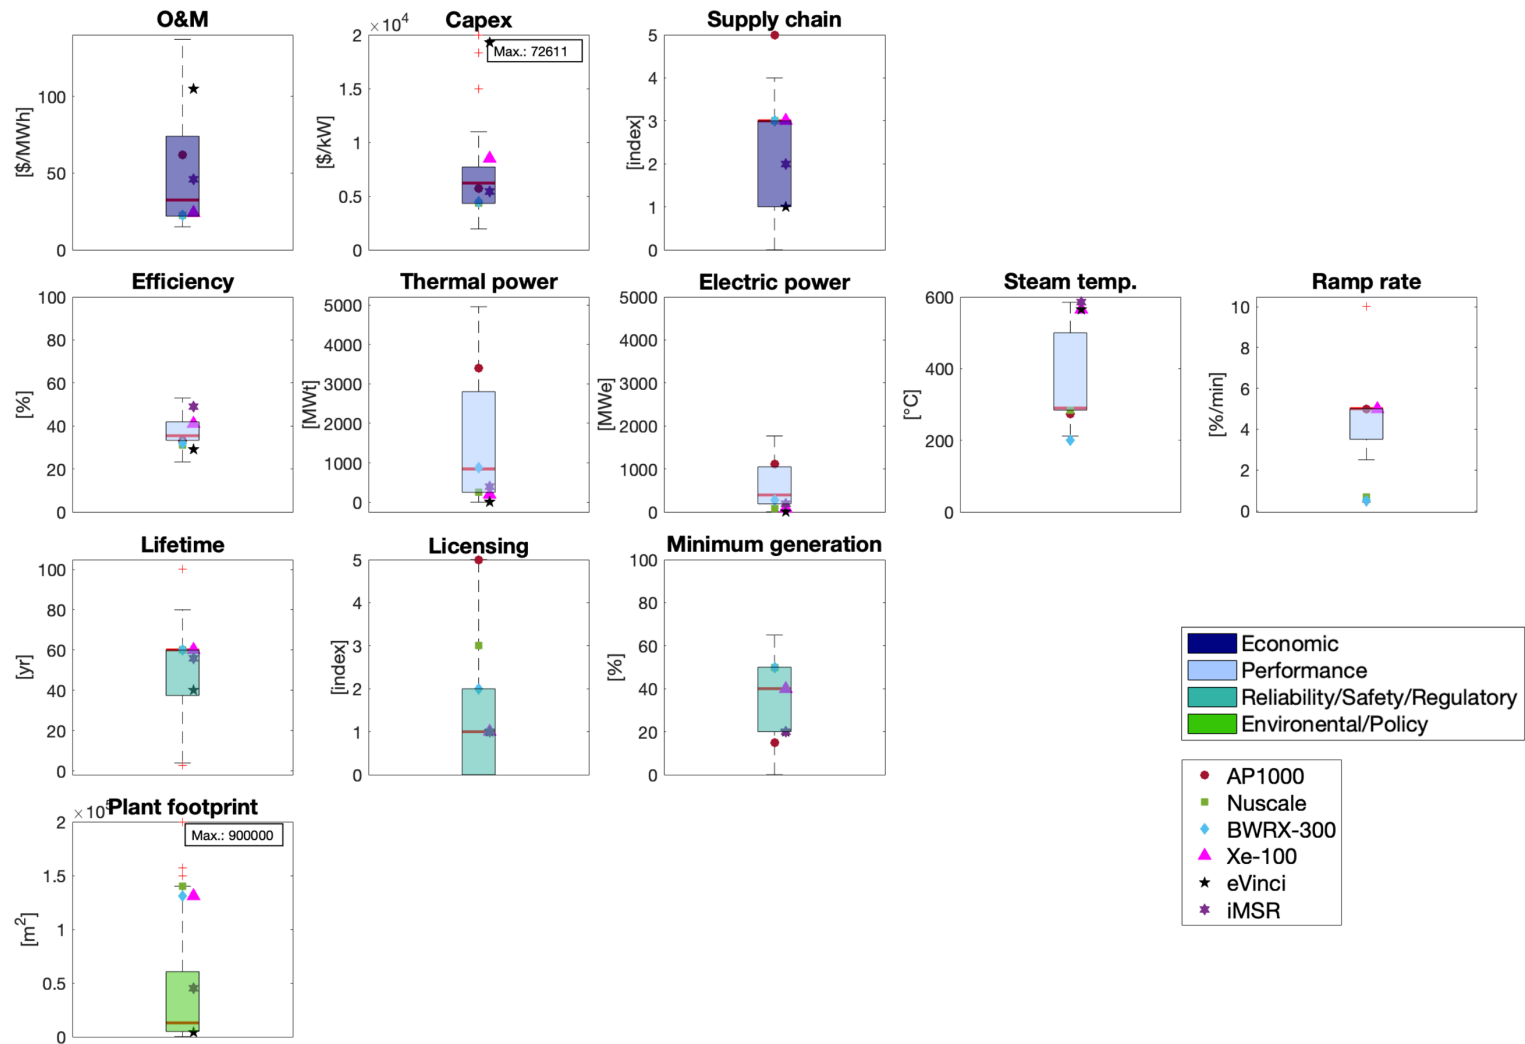 O&M
[$/MWh]
100
50
0
Capex
× 10⁴
[$/kW]
2
1.5
1
0.5
0
Max.: 72611
Supply chain
[index]
5
4
3
2
1
0
Efficiency
[%]
100
80
60
40
20
0
Thermal power
[MWt]
5000
4000
3000
2000
1000
0
Electric power
[MWe]
5000
4000
3000
2000
1000
0
Steam temp.
[°C]
600
400
200
0
Ramp rate
[%/min]
10
8
6
4
2
0
Lifetime
[yr]
100
80
60
40
20
0
Licensing
[index]
5
4
3
2
1
0
Minimum generation
[%]
100
80
60
40
20
0
Economic
Performance
Reliability/Safety/Regulatory
Environental/Policy
AP1000
Nuscale
BWRX-300
Xe-100
eVinci
iMSR
Plant footprint
× 10⁵
[m²]
2
1.5
1
0.5
0
Max.: 900000